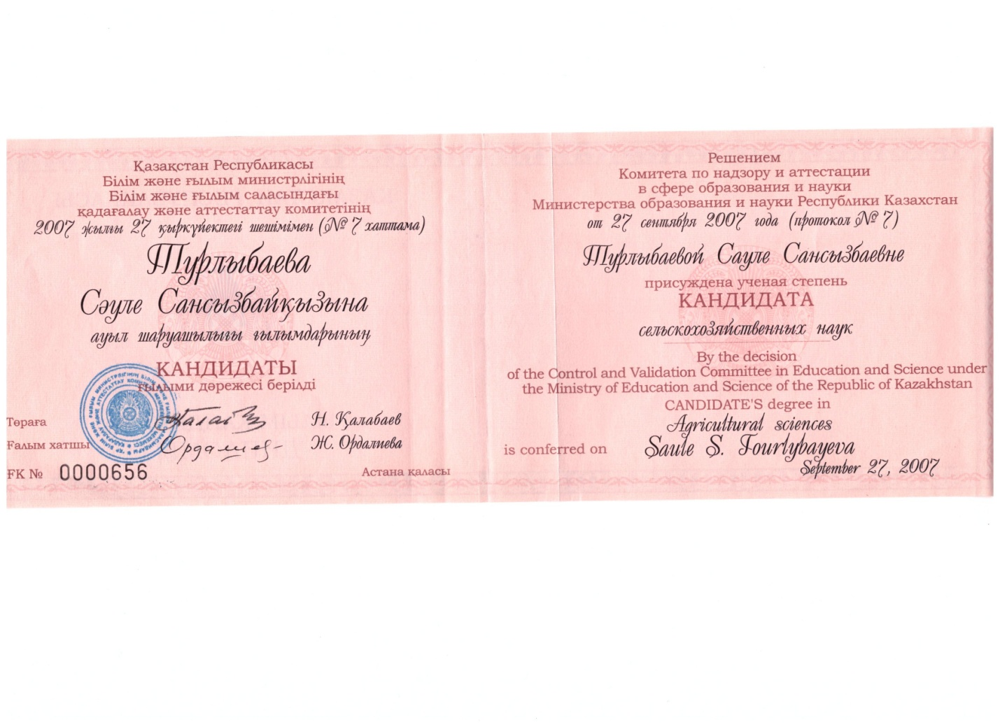 Қазақстан Республикасы
Білім және ғылым министрлігінің
Білім және ғылым саласындағы
қадағалау және аттестаттау комитетінің
2007 жылғы 27 қыркүйектегі шешімімен (№ 7 хаттама)
Турлыбаева
Сәуле Сансызбайқызына
ауыл шаруашылығы ғылымдарының
КАНДИДАТЫ
ғылыми дәрежесі берілді
Төраға
Н. Қалабаев
Ғалым хатшы
Ж. Ордалиева
ҒК № 0000656
Астана қаласы
Решением
Комитета по надзору и аттестации
в сфере образования и науки
Министерства образования и науки Республики Казахстан
от 27 сентября 2007 года (протокол № 7)
Турлыбаевой Сауле Сансызбаевне
присуждена ученая степень
КАНДИДАТА
сельскохозяйственных наук
By the decision
of the Control and Validation Committee in Education and Science under
the Ministry of Education and Science of the Republic of Kazakhstan
CANDIDATE'S degree in
Agricultural sciences
is conferred on Saule S. Tourlybayeva
September 27, 2007